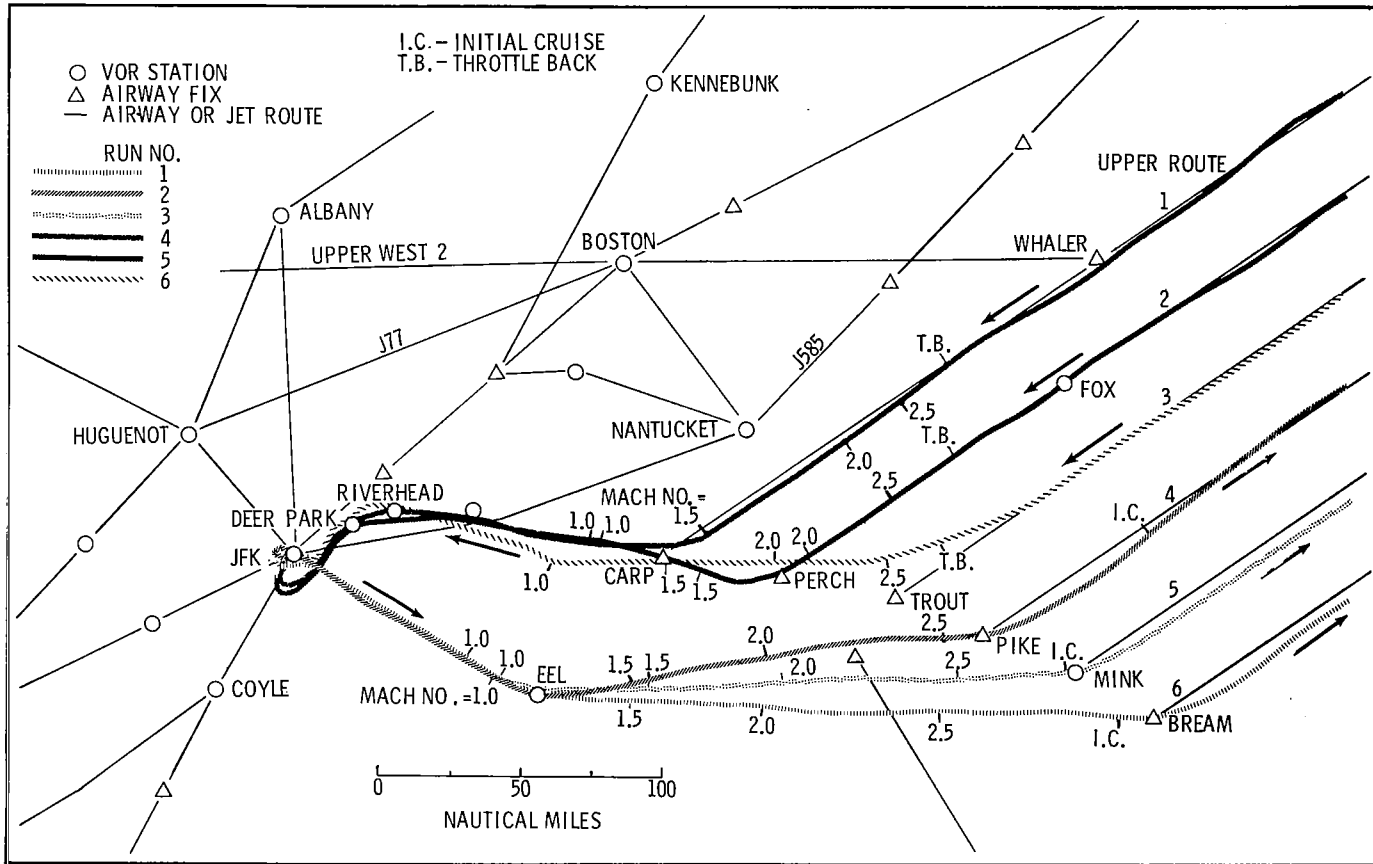 I.C. - INITIAL CRUISE
T.B. - THROTTLE BACK
VOR STATION
AIRWAY FIX
AIRWAY OR JET ROUTE
RUN NO.
1
2
3
4
5
6
KENNEBUNK
ALBANY
UPPER WEST 2
BOSTON
WHALER
UPPER ROUTE
1
2
3
4
5
6
J77
J585
HUGUENOT
NANTUCKET
FOX
T.B.
2.5
2.0
T.B.
2.5
RIVERHEAD
DEER PARK
JFK
MACH NO. =
1.5
1.0
1.0
2.0
2.0
I.C.
1.0
CARP
1.5
1.5
PERCH
2.5
T.B.
TROUT
1.0
1.0
EEL
MACH NO. =1.0
1.5
1.5
2.0
2.5
PIKE
2.0
2.5
I.C.
MINK
1.5
2.0
2.5
I.C.
BREAM
COYLE
0
50
100
NAUTICAL MILES